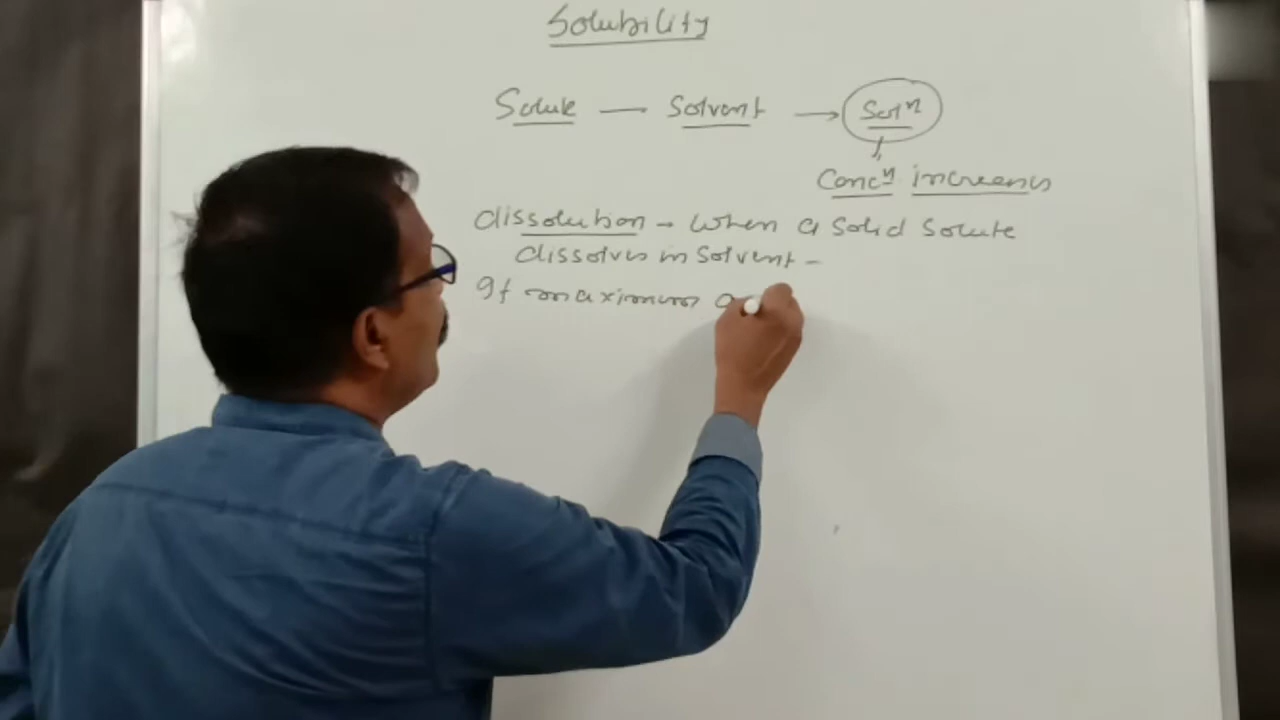 Solubility
Solute — Solvent → Solⁿ
Concⁿ increases
dissolution – When a solid solute
dissolves in solvent –
If maximum a